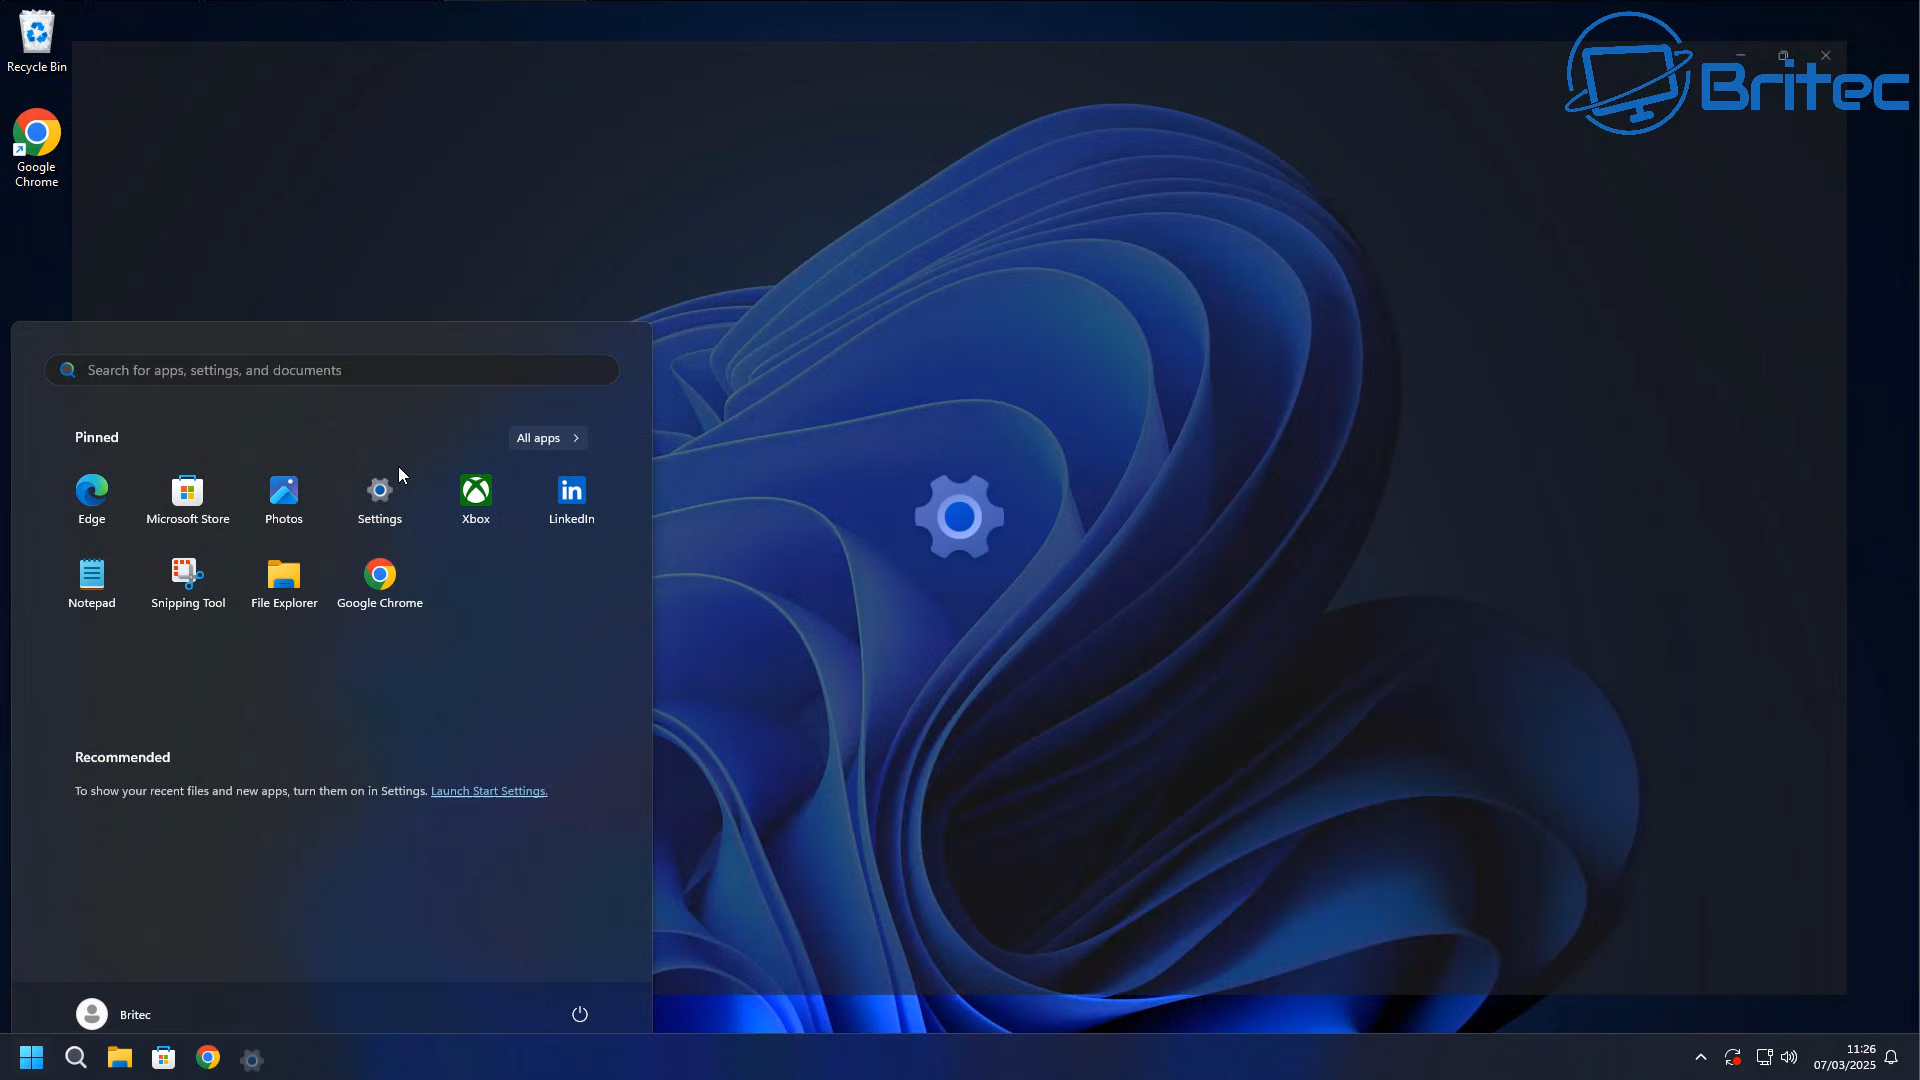 Recycle Bin
Google
Chrome
Britec
Search for apps, settings, and documents
Pinned
All apps
Edge
Microsoft Store
Photos
Settings
Xbox
LinkedIn
Notepad
Snipping Tool
File Explorer
Google Chrome
Recommended
To show your recent files and new apps, turn them on in Settings. Launch Start Settings.
Britec
11:26
07/03/2025